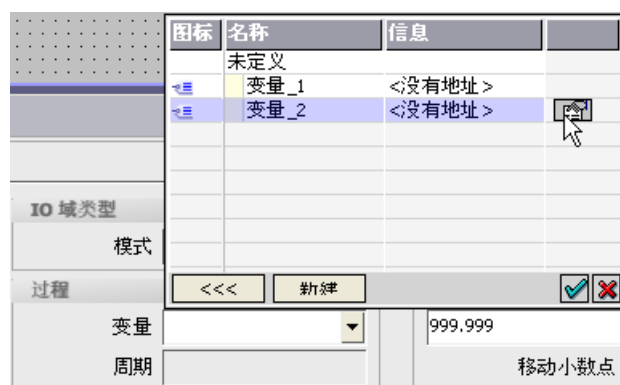 图标 名称 信息
未定义
变量_1 <没有地址>
变量_2 <没有地址>
IO 域类型
模式
<<< 新建
过程
变量 999.999
周期 移动小数点